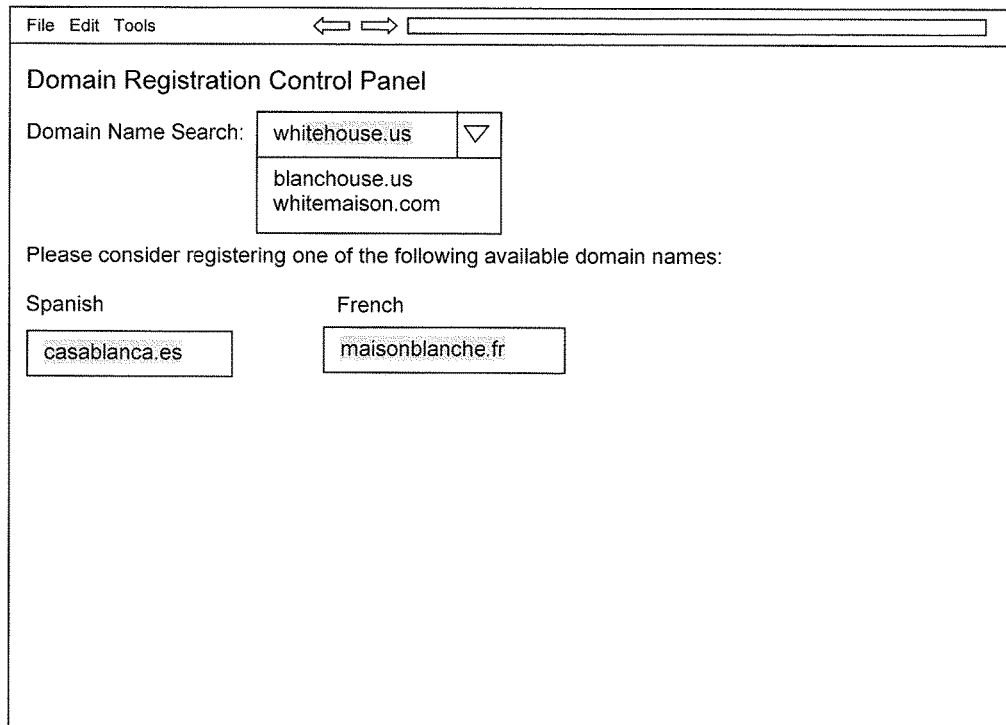 File Edit Tools
Domain Registration Control Panel
Domain Name Search: whitehouse.us
blanchouse.us
whitemaison.com
Please consider registering one of the following available domain names:
Spanish French
casablanca.es maisonblanche.fr